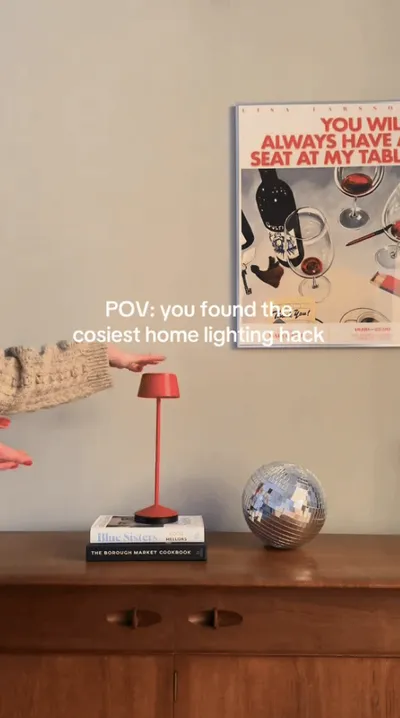 YOU WIL
ALWAYS HAVE A
SEAT AT MY TABL
POV: you found the
cosiest home lighting hack
Blue Sisters
MELLORS
THE BOROUGH MARKET COOKBOOK